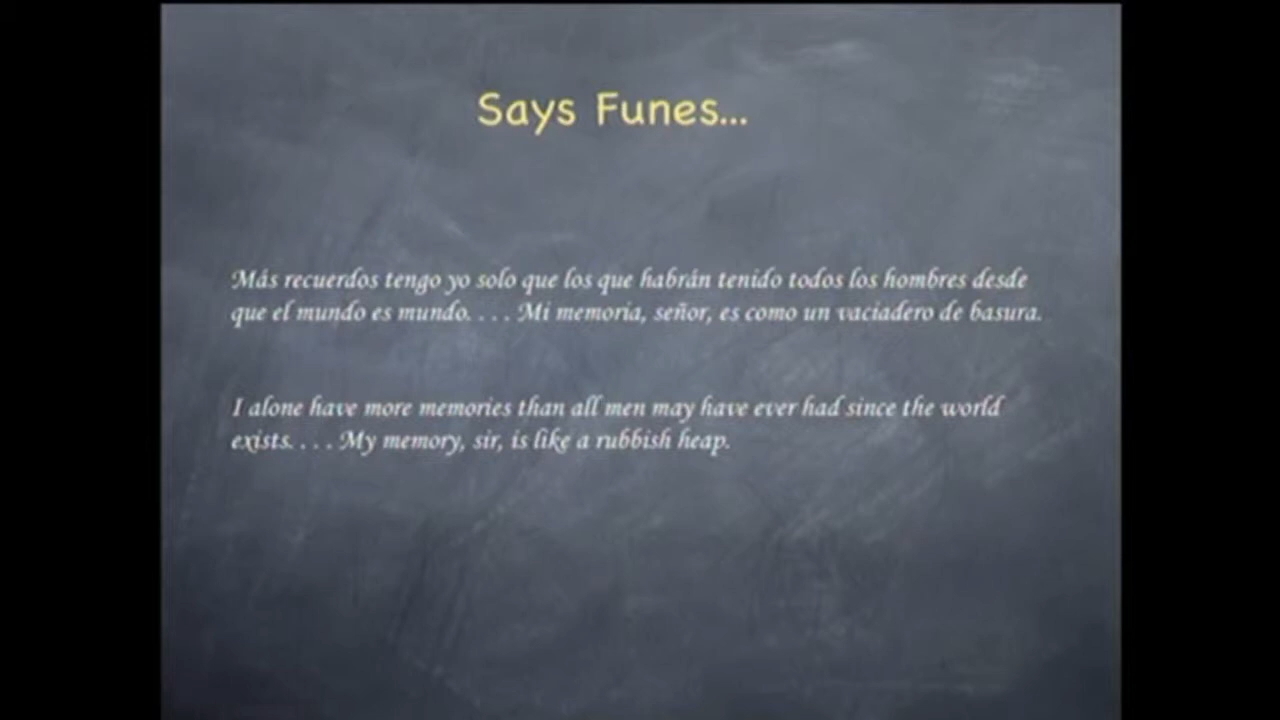 Says Funes...
Más recuerdos tengo yo solo que los que habrán tenido todos los hombres desde
que el mundo es mundo. . . . Mi memoria, señor, es como un vaciadero de basura.
I alone have more memories than all men may have ever had since the world
exists. . . . My memory, sir, is like a rubbish heap.